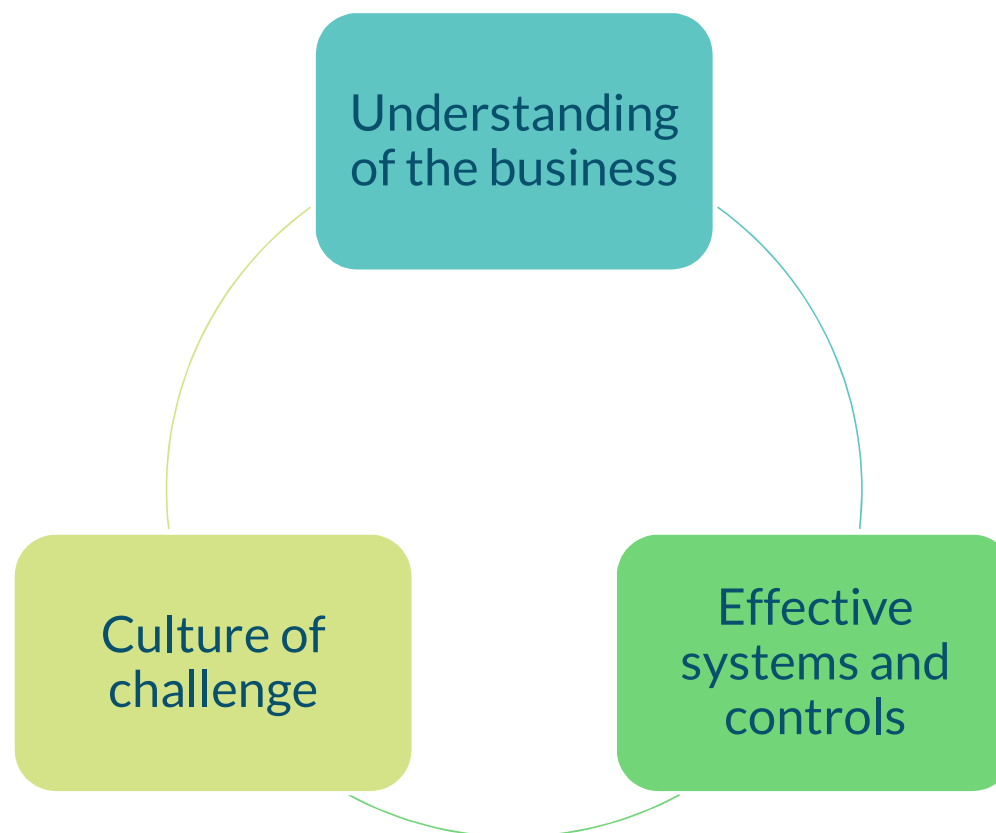 Understanding
of the business
Culture of
challenge
Effective
systems and
controls